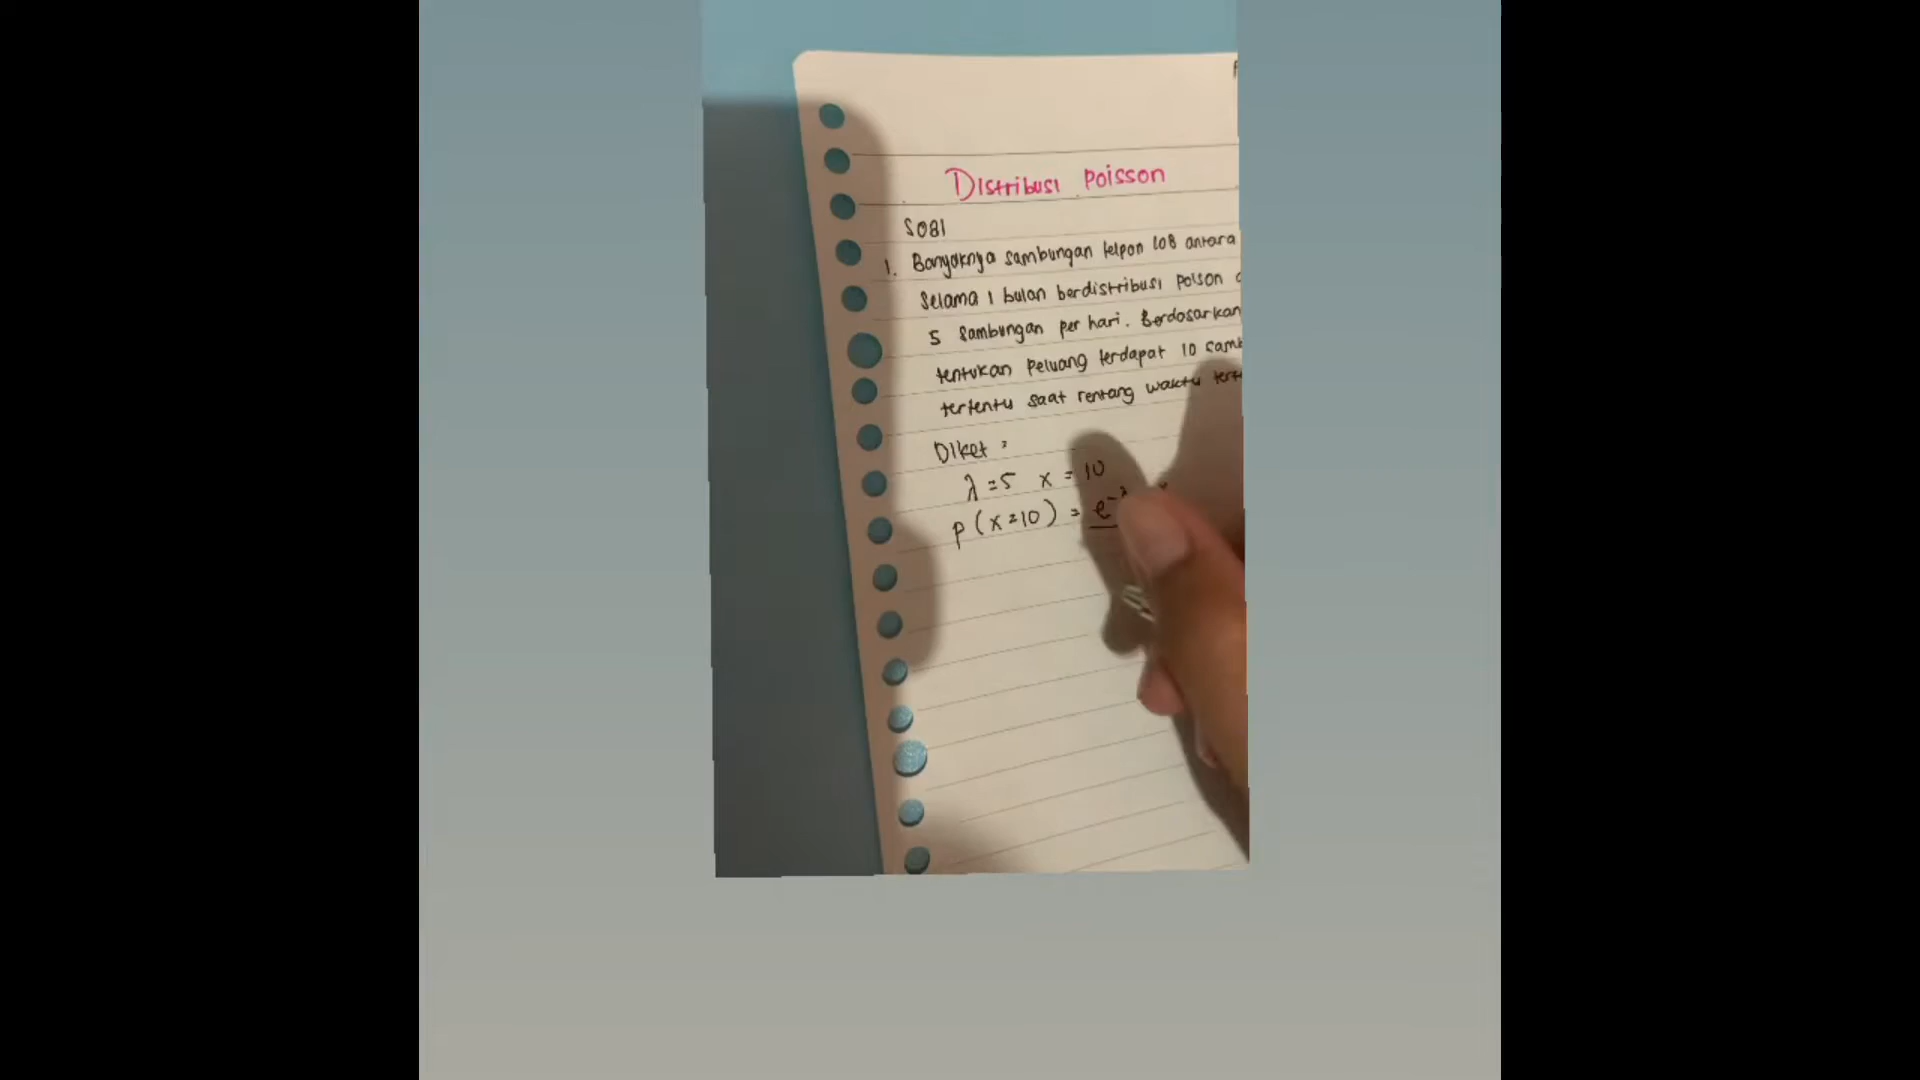 Distribusi Poisson
Soal
1. Banyaknya sambungan telpon 108 antara
Selama 1 bulan berdistribusi poison
5 sambungan per hari. Berdasarkan
tentukan peluang terdapat 10
tertentu saat rentang waktu
Diket :
λ = 5 x = 10
p (x = 10) = e^-λ